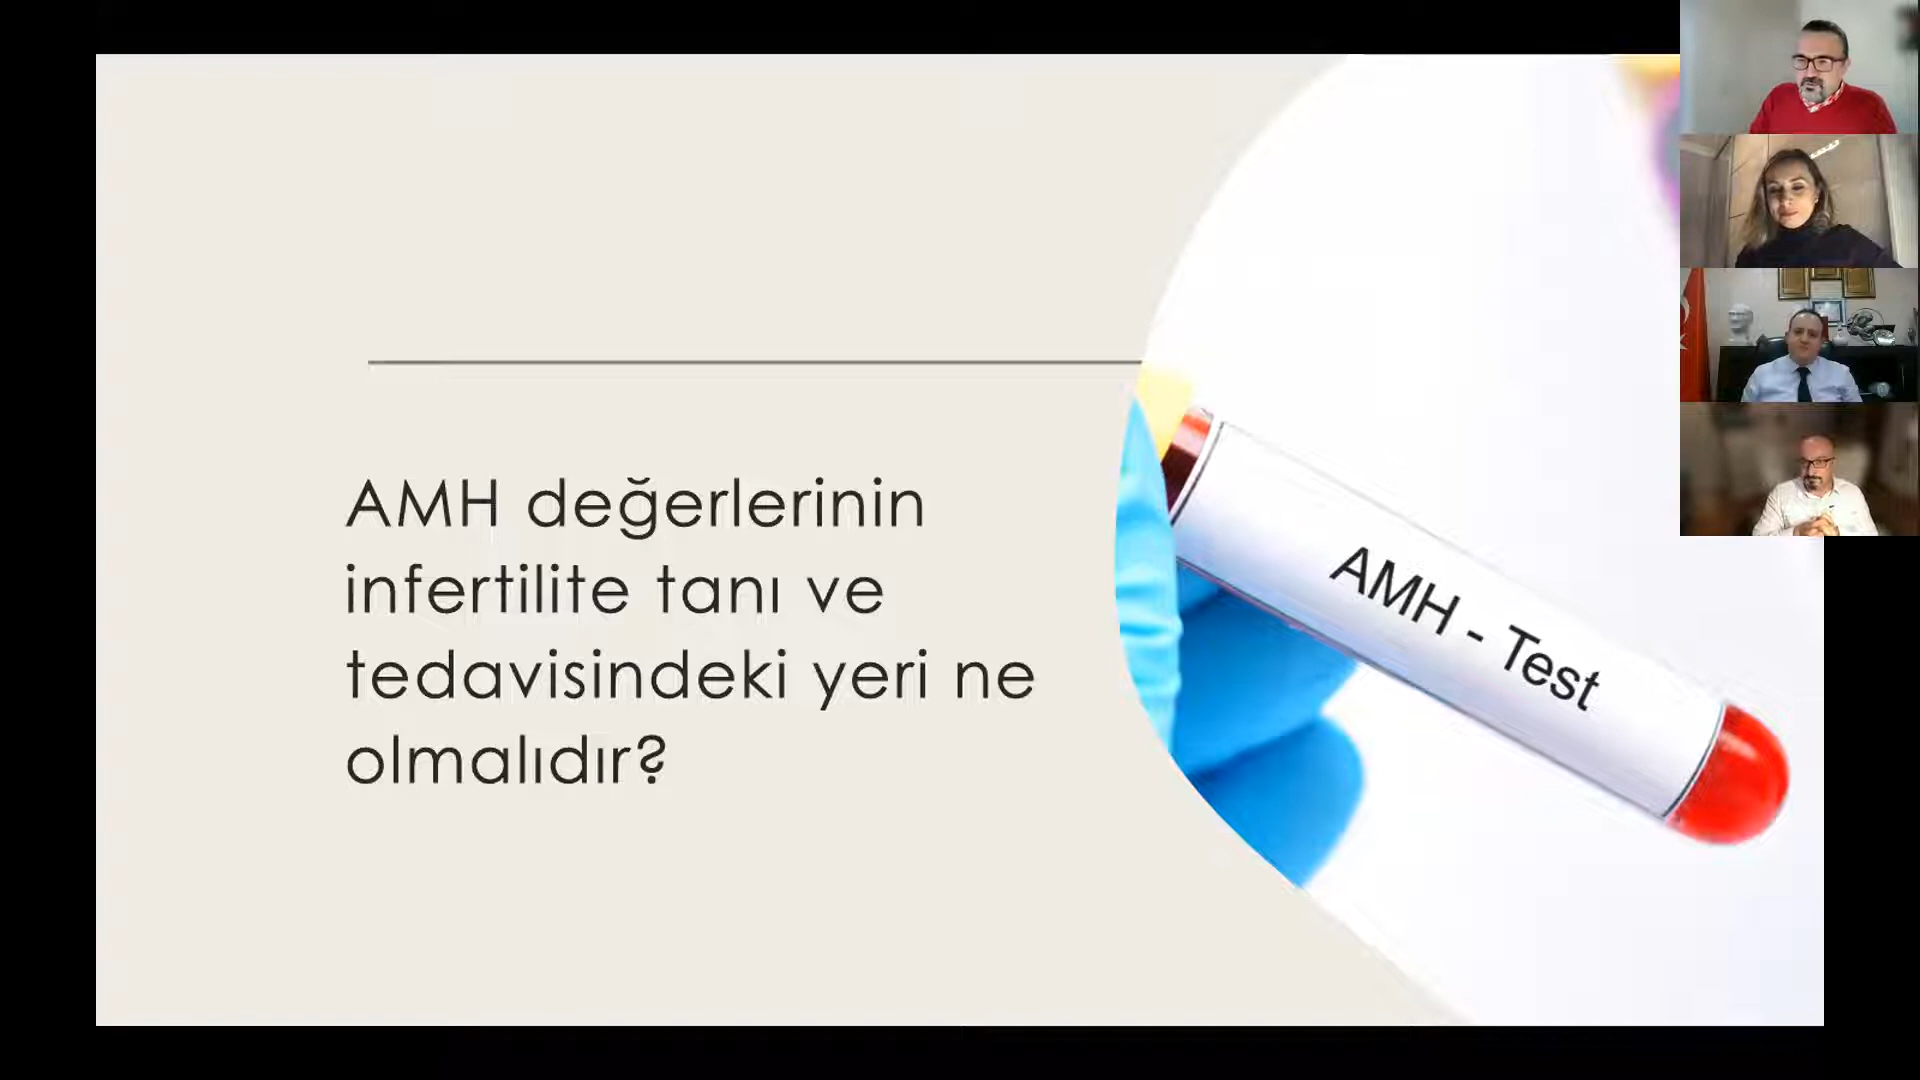 AMH değerlerinin
infertilite tanı ve
tedavisindeki yeri ne
olmalıdır?
AMH - Test